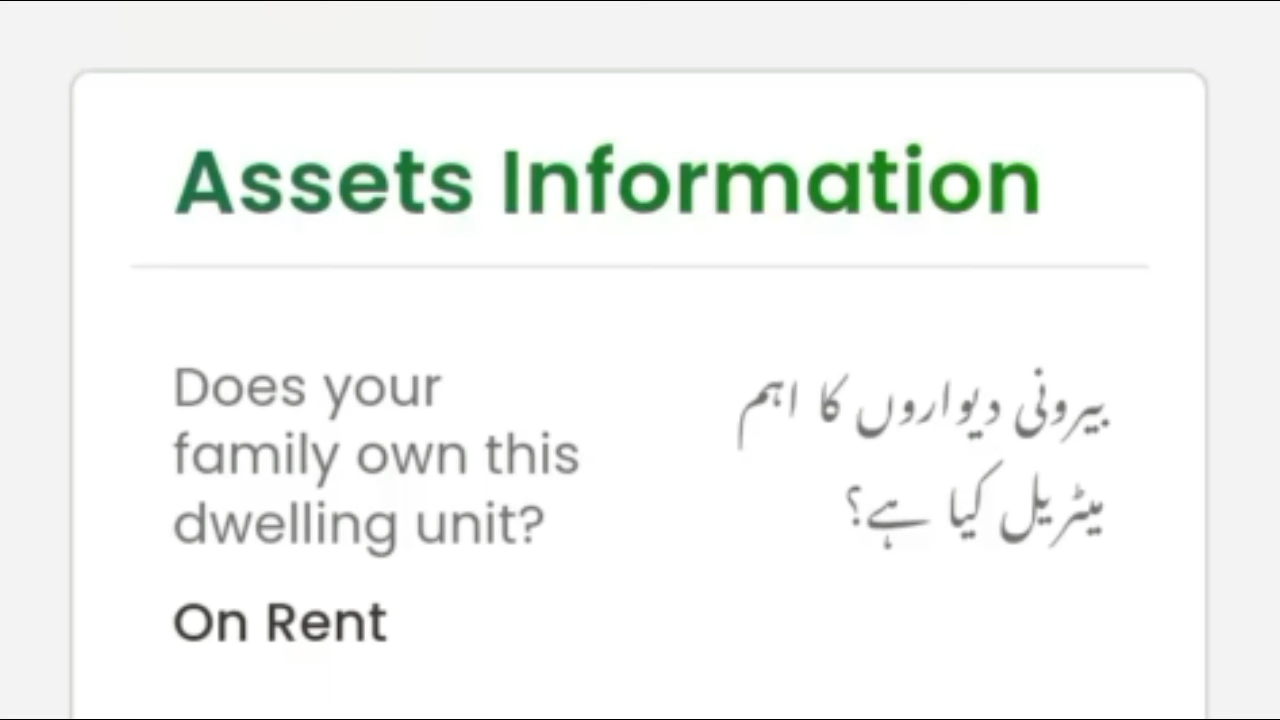 Assets Information
Does your
family own this
dwelling unit?
بیرونی دیواروں کا اہم
میٹریل کیا ہے؟
On Rent